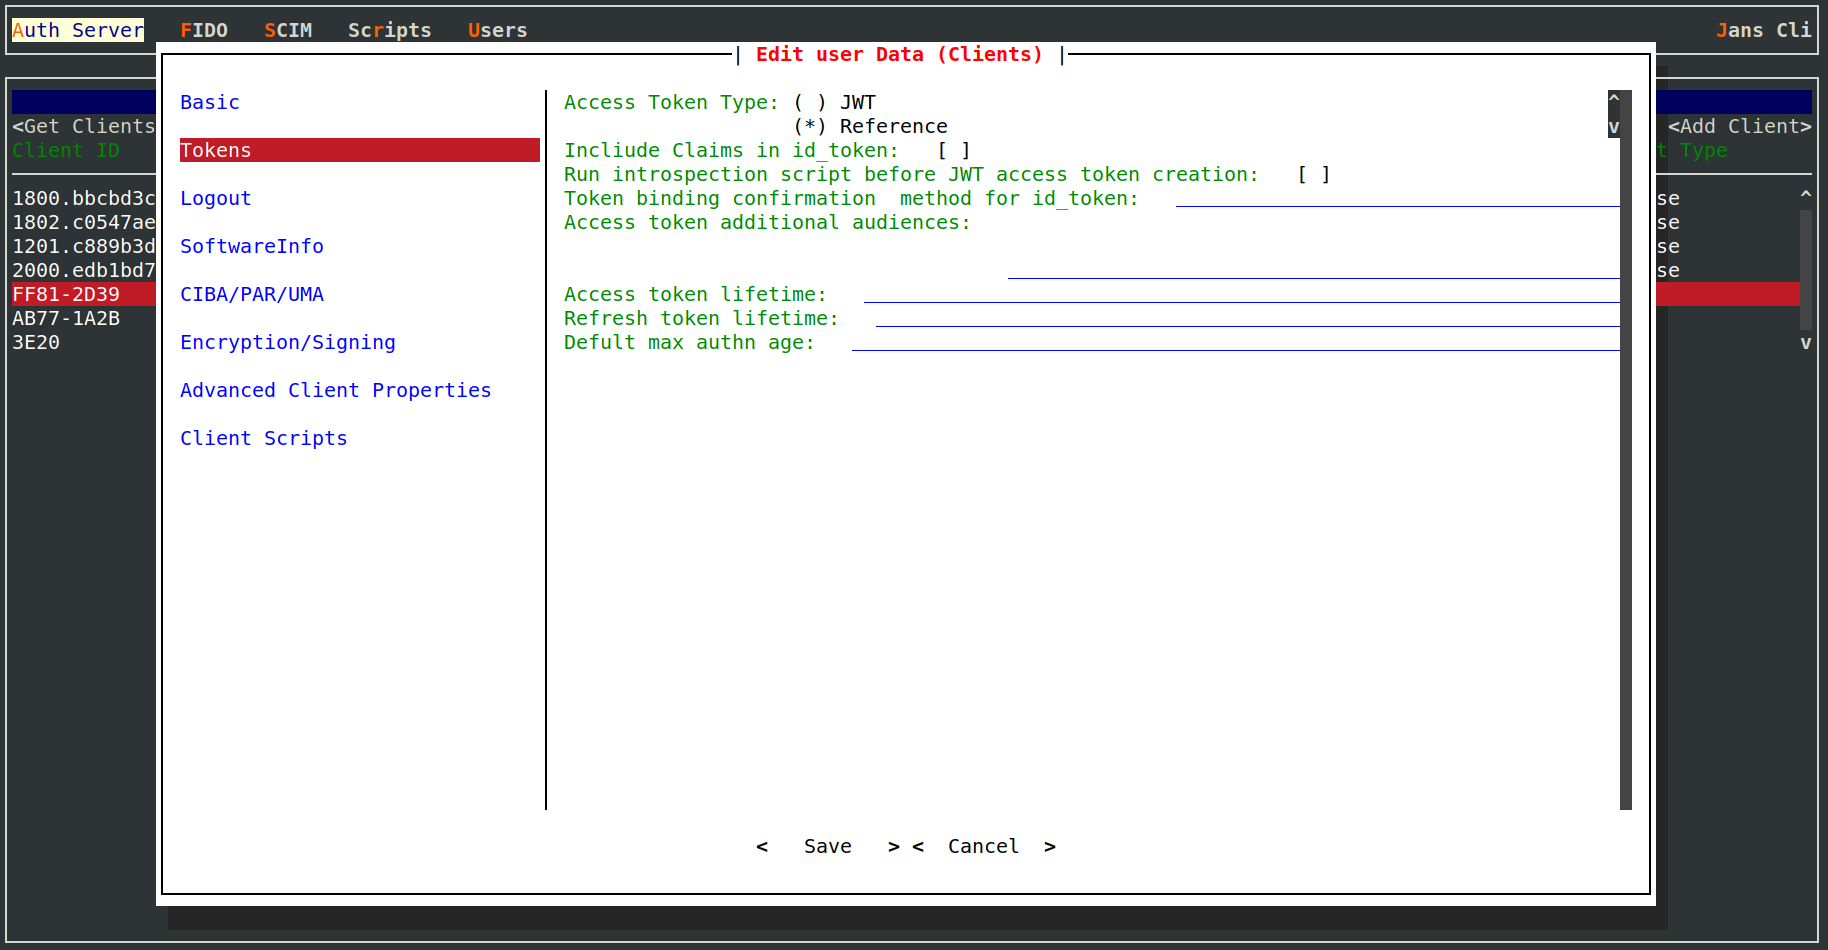 Auth Server FIDO SCIM Scripts Users Jans Cli
| Edit user Data (Clients) |
<Get Clients
Client ID
1800.bbcbd3c
1802.c0547ae
1201.c889b3d
2000.edb1bd7
FF81-2D39
AB77-1A2B
3E20
Basic
Tokens
Logout
SoftwareInfo
CIBA/PAR/UMA
Encryption/Signing
Advanced Client Properties
Client Scripts
Access Token Type: ( ) JWT
(*) Reference
Incliude Claims in id_token: [ ]
Run introspection script before JWT access token creation: [ ]
Token binding confirmation  method for id_token:
Access token additional audiences:
Access token lifetime:
Refresh token lifetime:
Defult max authn age:
^
v
< Save > < Cancel >
<Add Client>
t Type
se ^
se
se
se
v